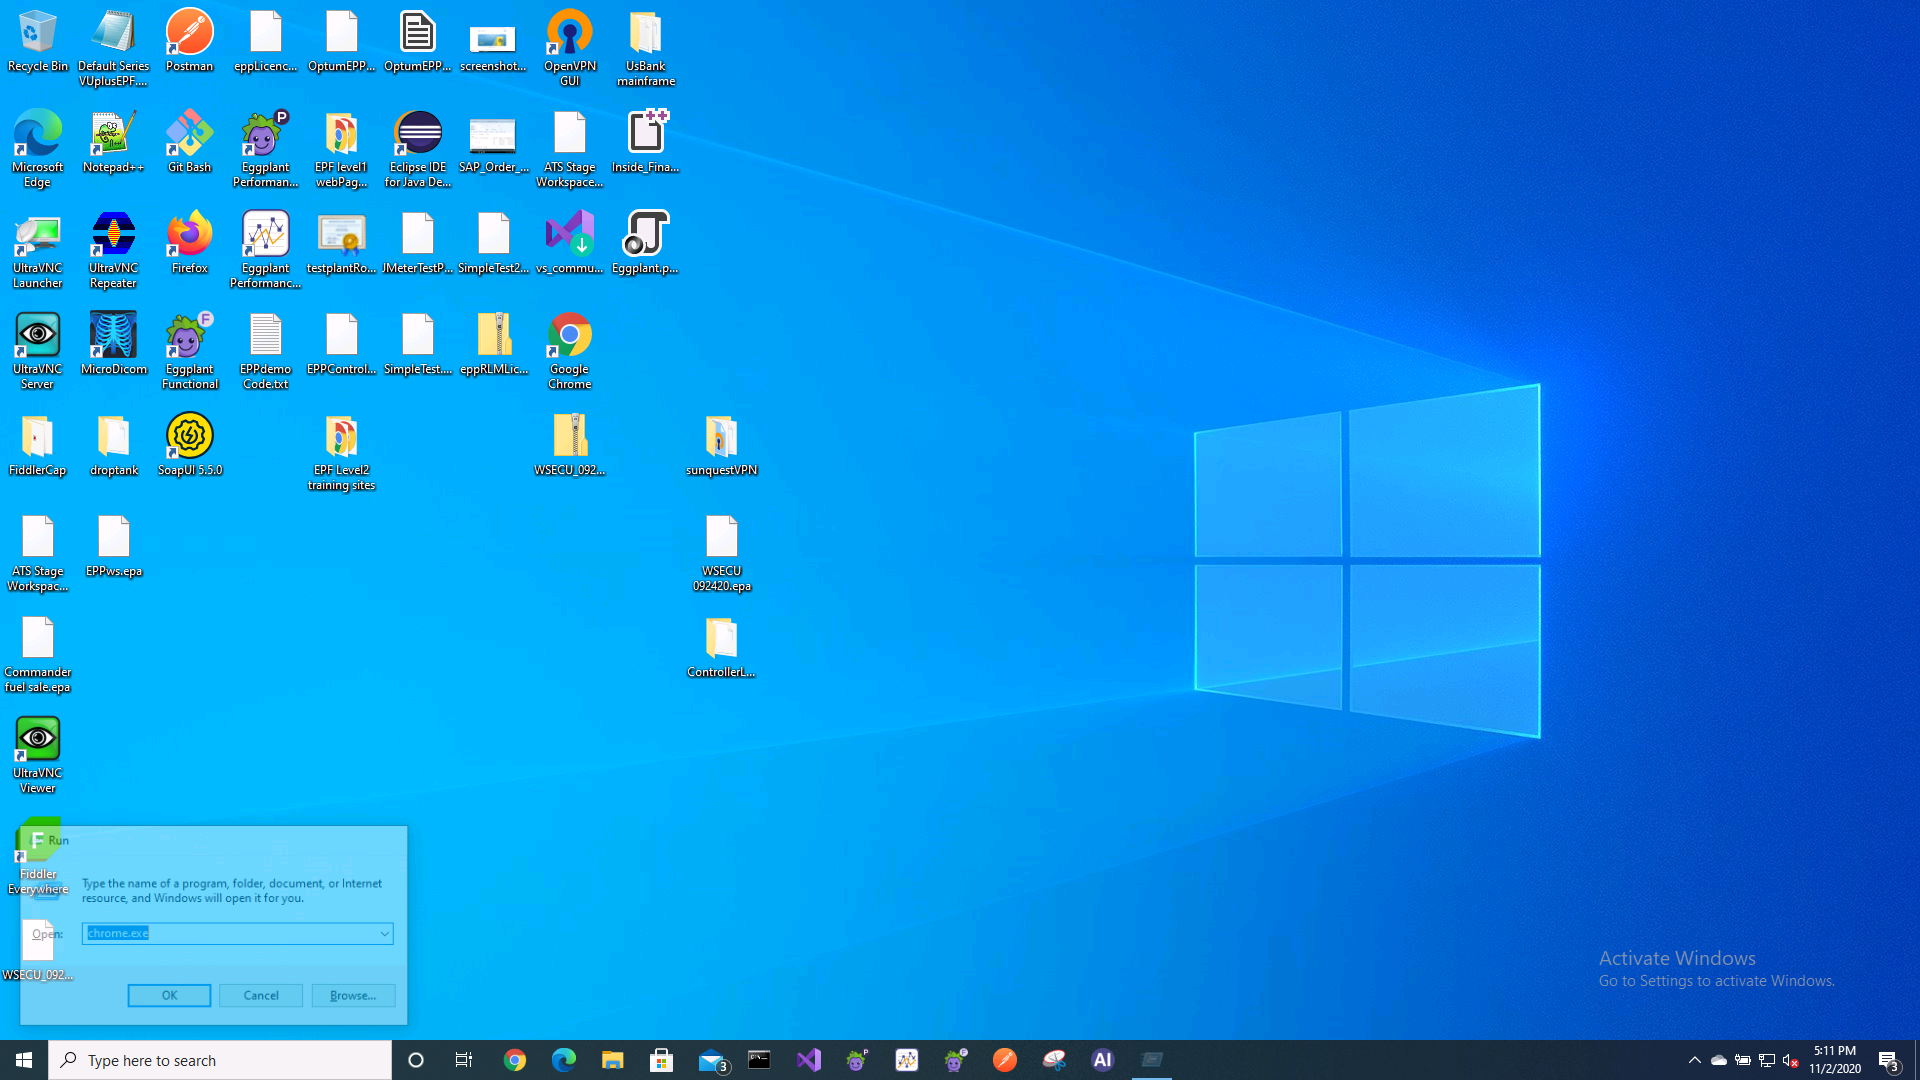 Recycle Bin
Default Series
VUplusEPF....
Postman
eppLicenc...
OptumEPP...
OptumEPP...
screenshot...
OpenVPN
GUI
UsBank
mainframe
Microsoft
Edge
Notepad++
Git Bash
P
Eggplant
Performan...
EPF level1
webPag...
Eclipse IDE
for Java De...
SAP_Order_...
ATS Stage
Workspace...
Inside_Fina...
UltraVNC
Launcher
UltraVNC
Repeater
Firefox
Eggplant
Performanc...
testplantRo...
JMeterTestP...
SimpleTest2...
vs_commu...
Eggplant.p...
UltraVNC
Server
MicroDicom
F
Eggplant
Functional
EPPdemo
Code.txt
EPPControl...
SimpleTest....
eppRLMLic...
Google
Chrome
FiddlerCap
droptank
SoapUI 5.5.0
EPF Level2
training sites
WSECU_092...
sunquestVPN
ATS Stage
Workspac...
EPPws.epa
WSECU
092420.epa
Commander
fuel sale.epa
ControllerL...
UltraVNC
Viewer
F
Fiddler
Everywhere
WSECU_092...
Run
Type the name of a program, folder, document, or Internet
resource, and Windows will open it for you.
Open:
chrome.exe
OK
Cancel
Browse...
Activate Windows
Go to Settings to activate Windows.
Type here to search
3
P
F
AI
5:11 PM
11/2/2020
3